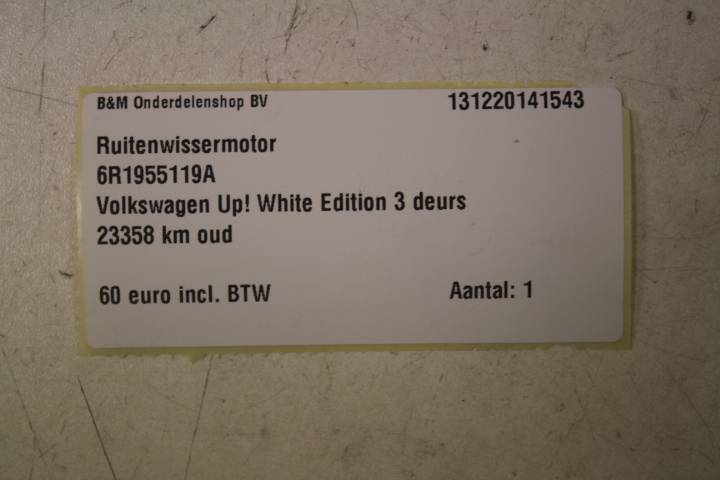 B&M Onderdelenshop BV 131220141543
Ruitenwissermotor
6R1955119A
Volkswagen Up! White Edition 3 deurs
23358 km oud
60 euro incl. BTW Aantal: 1